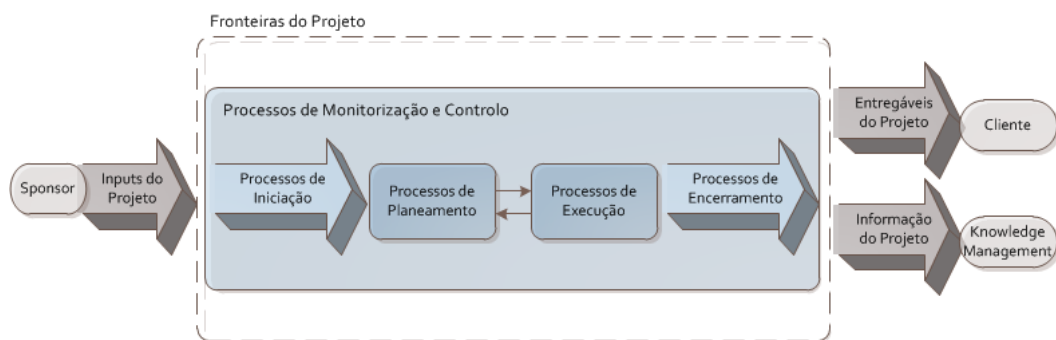 Fronteiras do Projeto
Processos de Monitorização e Controlo
Sponsor
Inputs do
Projeto
Processos de
Iniciação
Processos de
Planeamento
Processos de
Execução
Processos de
Encerramento
Entregáveis
do Projeto
Cliente
Informação
do Projeto
Knowledge
Management